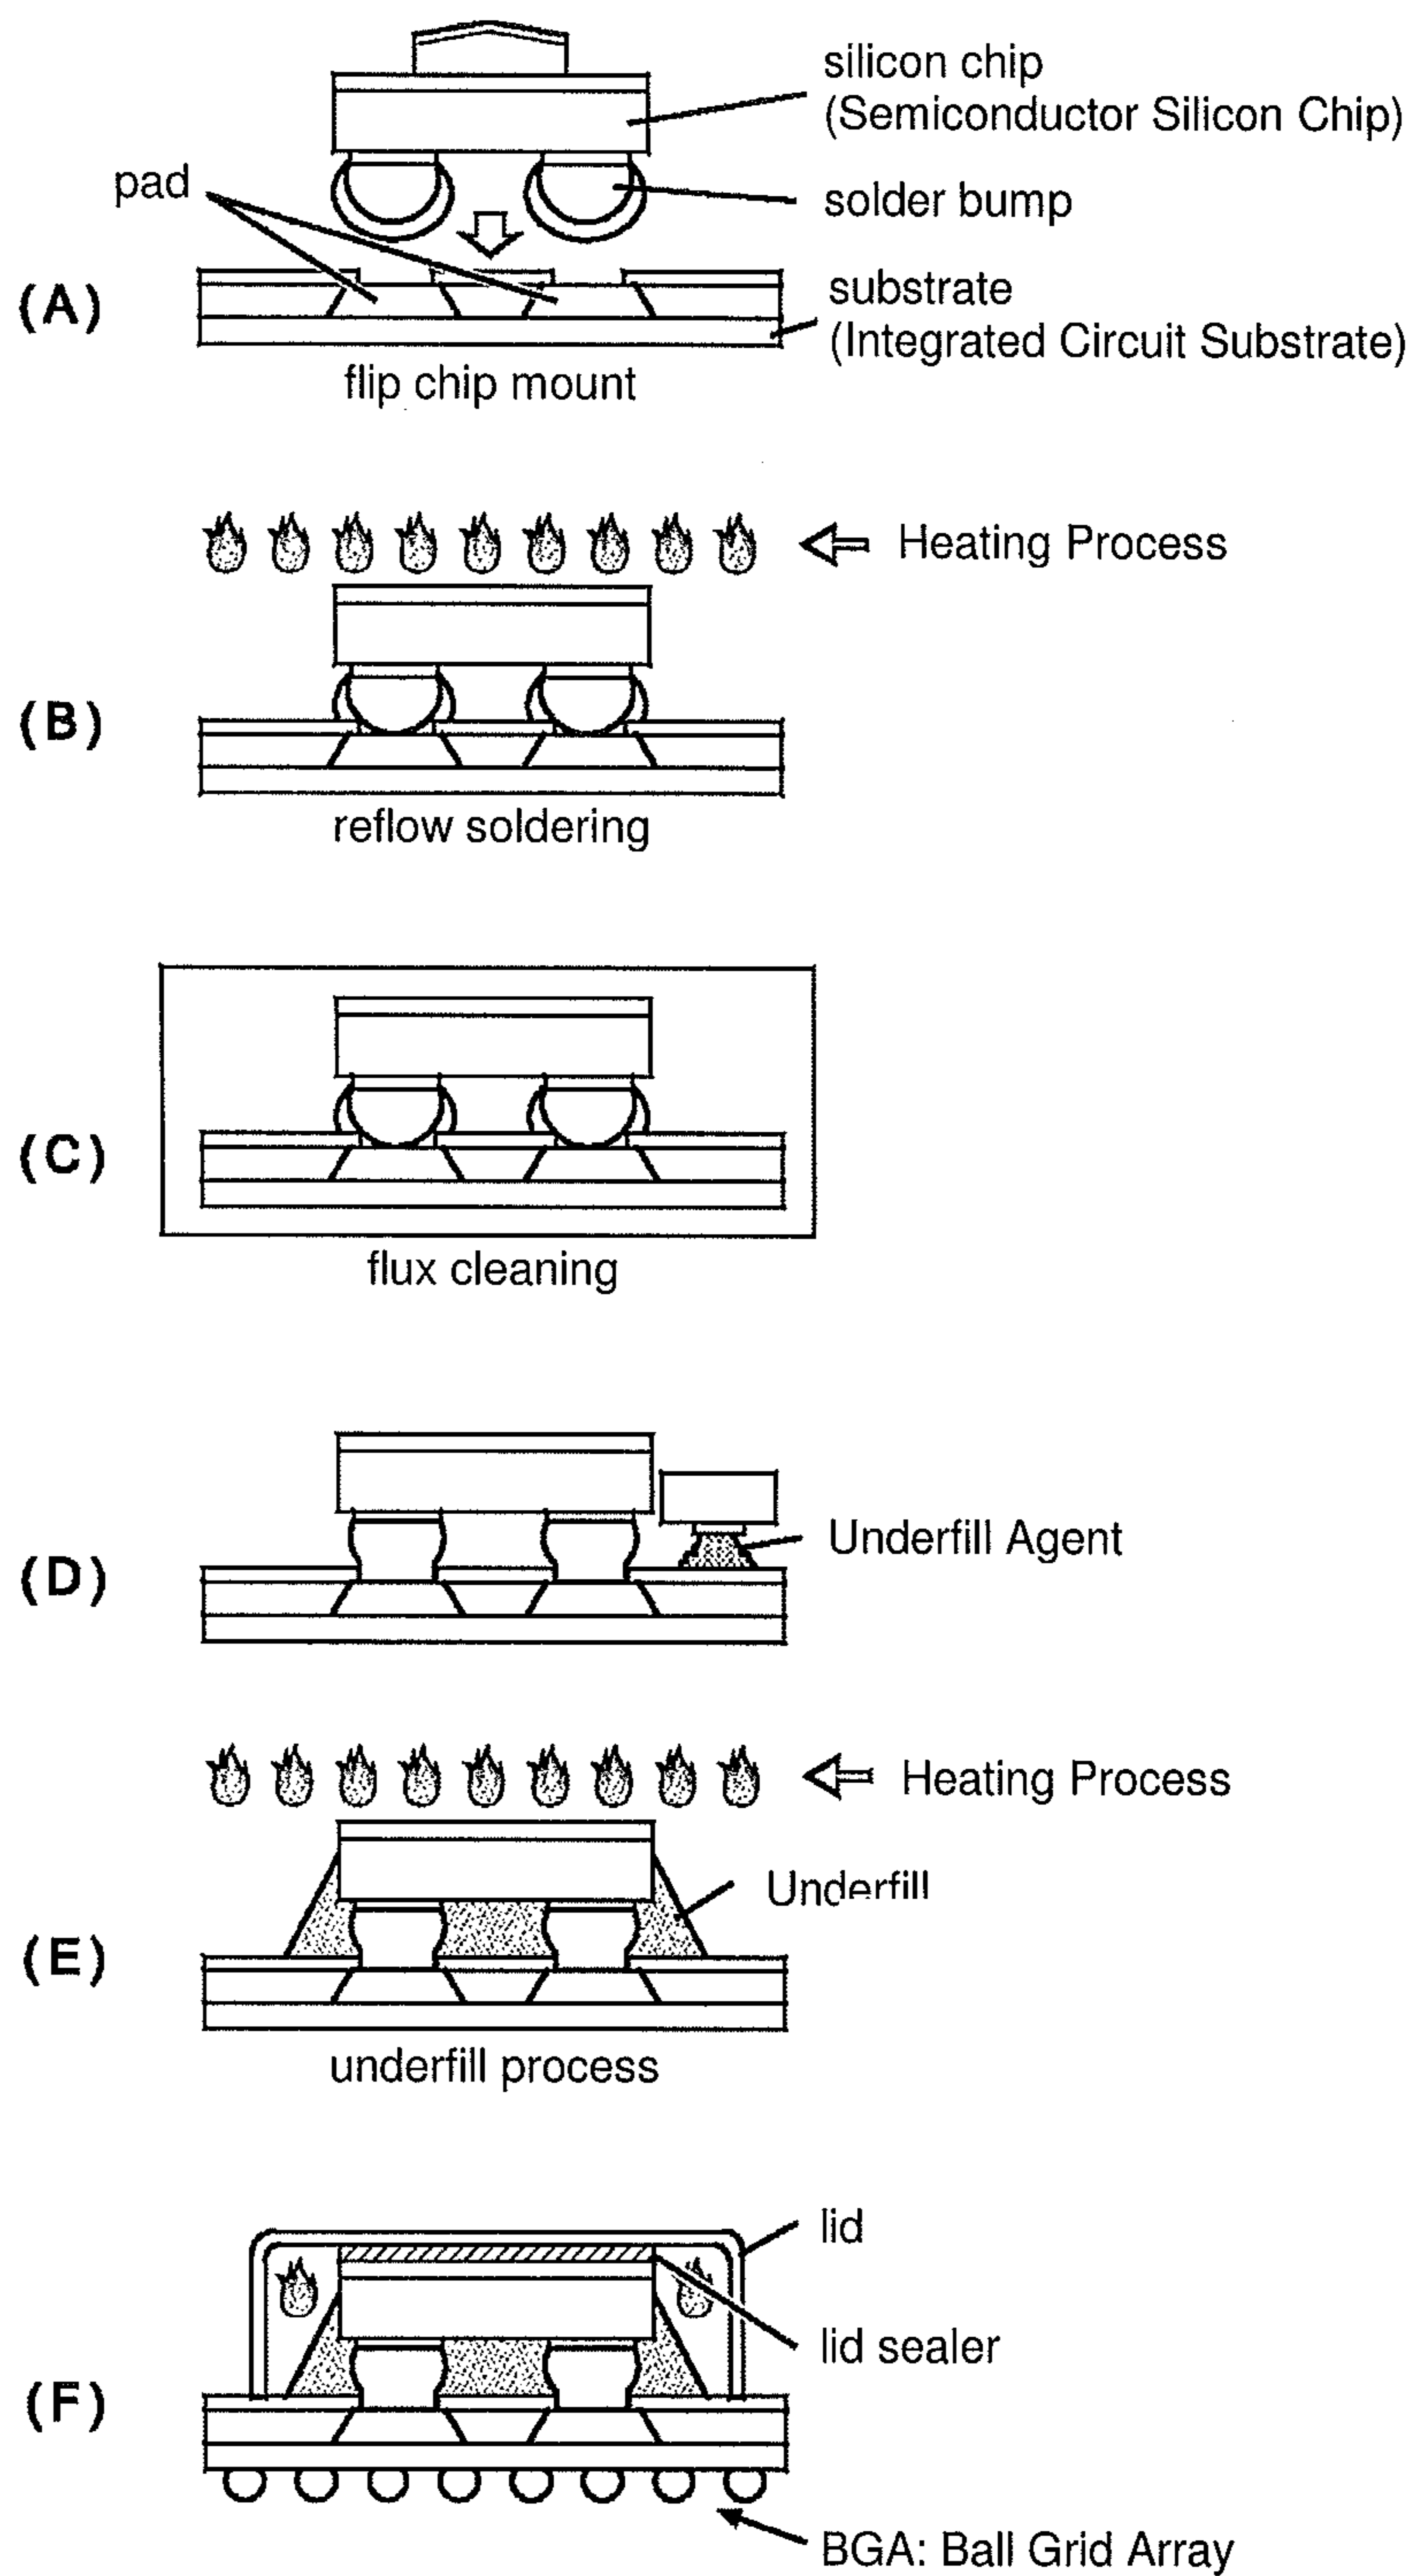 silicon chip
(Semiconductor Silicon Chip)
pad
solder bump
(A)
substrate
(Integrated Circuit Substrate)
flip chip mount
Heating Process
(B)
reflow soldering
(C)
flux cleaning
Underfill Agent
(D)
Heating Process
Underfill
(E)
underfill process
lid
lid sealer
(F)
BGA: Ball Grid Array